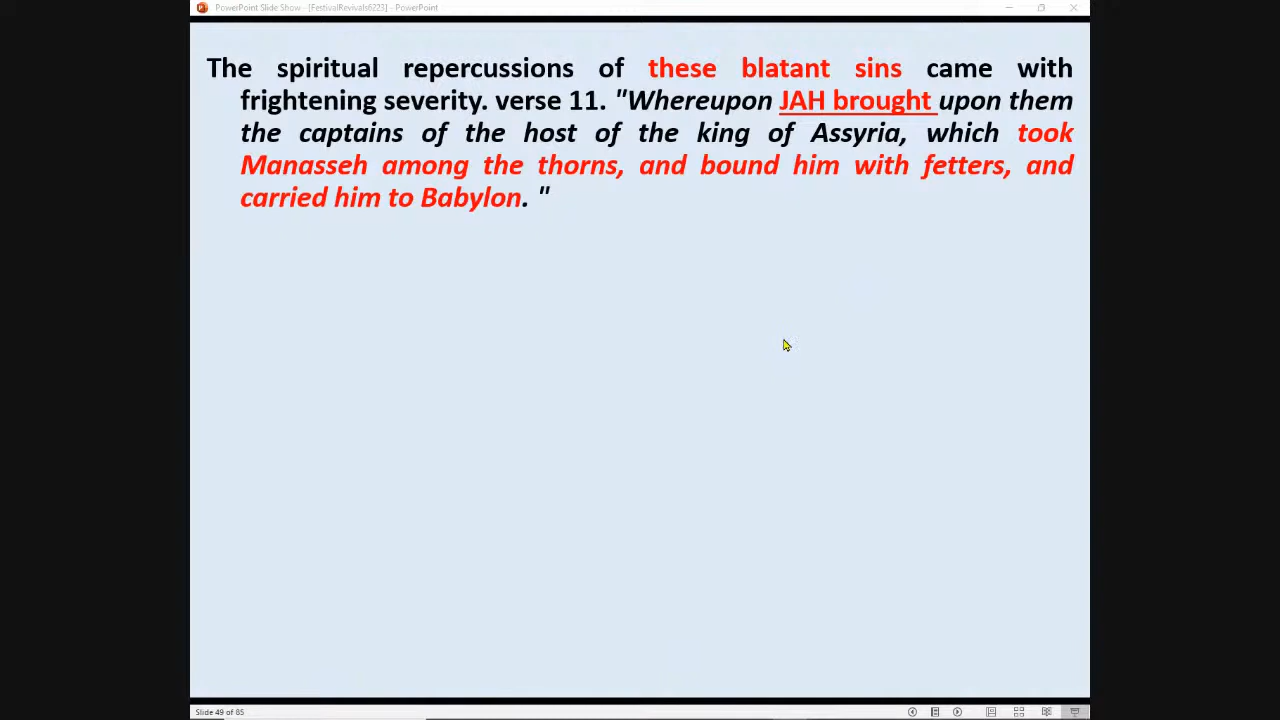 PowerPoint Slide Show - [FestivalRevivals6223] - PowerPoint
The spiritual repercussions of these blatant sins came with
frightening severity. verse 11. "Whereupon JAH brought upon them
the captains of the host of the king of Assyria, which took
Manasseh among the thorns, and bound him with fetters, and
carried him to Babylon. "
Slide 49 of 85